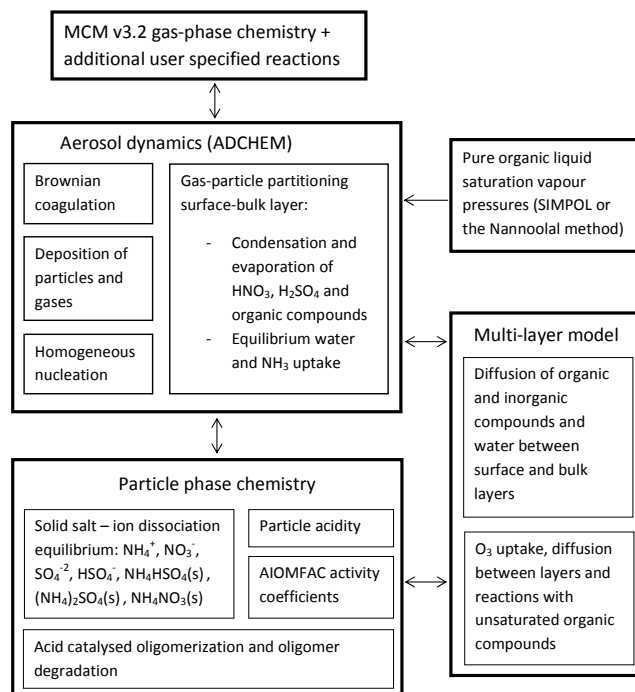 MCM v3.2 gas-phase chemistry +
additional user specified reactions
Aerosol dynamics (ADCHEM)
Brownian
coagulation
Deposition of
particles and
gases
Homogeneous
nucleation
Gas-particle partitioning
surface-bulk layer:
- Condensation and
evaporation of
HNO₃, H₂SO₄ and
organic compounds
- Equilibrium water
and NH₃ uptake
Pure organic liquid
saturation vapour
pressures (SIMPOL or
the Nannoolal method)
Multi-layer model
Diffusion of organic
and inorganic
compounds and
water between
surface and bulk
layers
O₃ uptake, diffusion
between layers and
reactions with
unsaturated organic
compounds
Particle phase chemistry
Solid salt – ion dissociation
equilibrium: NH₄⁺, NO₃⁻,
SO₄⁻², HSO₄⁻, NH4HSO₄(s),
(NH₄)₂SO₄(s), NH4NO₃(s)
Particle acidity
AIOMFAC activity
coefficients
Acid catalysed oligomerization and oligomer
degradation